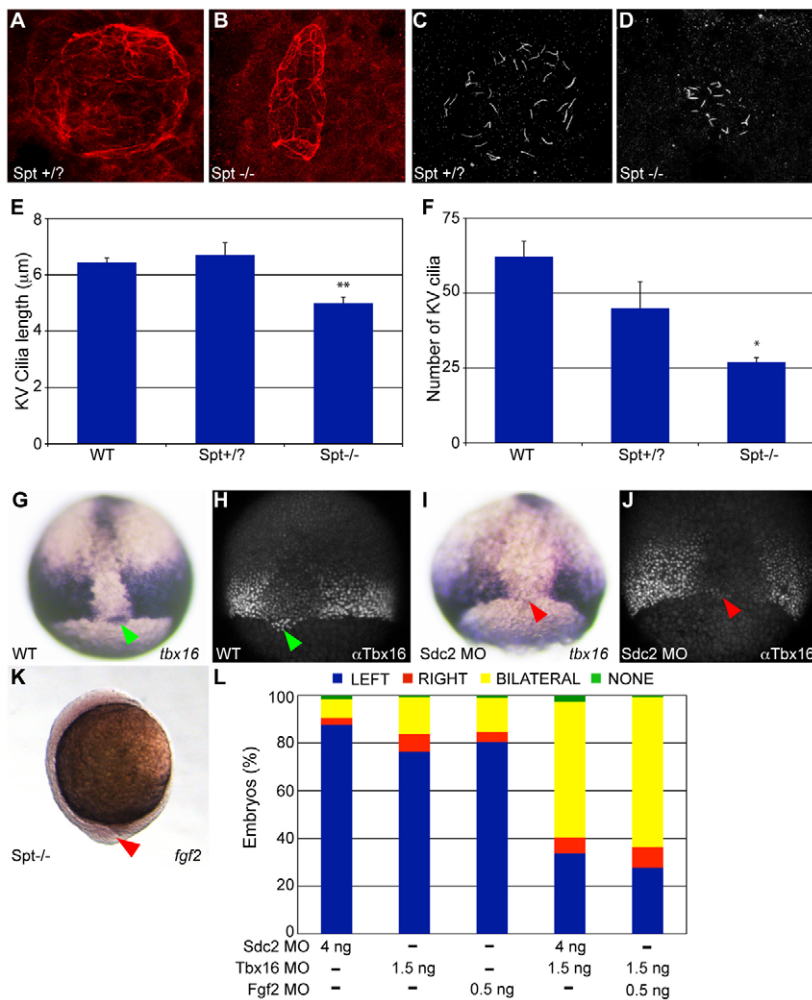 A
B
C
D
Spt +/?
Spt -/-
Spt +/?
Spt -/-
E
F
8
6
4
2
0
KV Cilia length (μm)
**
WT
Spt+/?
Spt-/-
75
50
25
0
Number of KV cilia
*
WT
Spt+/?
Spt-/-
G
H
I
J
WT
tbx16
WT
αTbx16
Sdc2 MO
tbx16
Sdc2 MO
αTbx16
K
Spt-/-
fgf2
L
LEFT RIGHT BILATERAL NONE
100
80
60
40
20
0
Embryos (%)
Sdc2 MO 4 ng – – 4 ng –
Tbx16 MO – 1.5 ng – 1.5 ng 1.5 ng
Fgf2 MO – – 0.5 ng – 0.5 ng